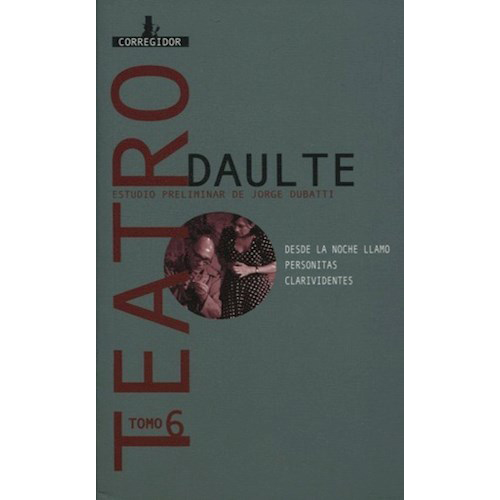 CORREGIDOR
TEATRO
DAULTE
ESTUDIO PRELIMINAR DE JORGE DUBATTI
DESDE LA NOCHE LLAMO
PERSONITAS
CLARIVIDENTES
TOMO 6